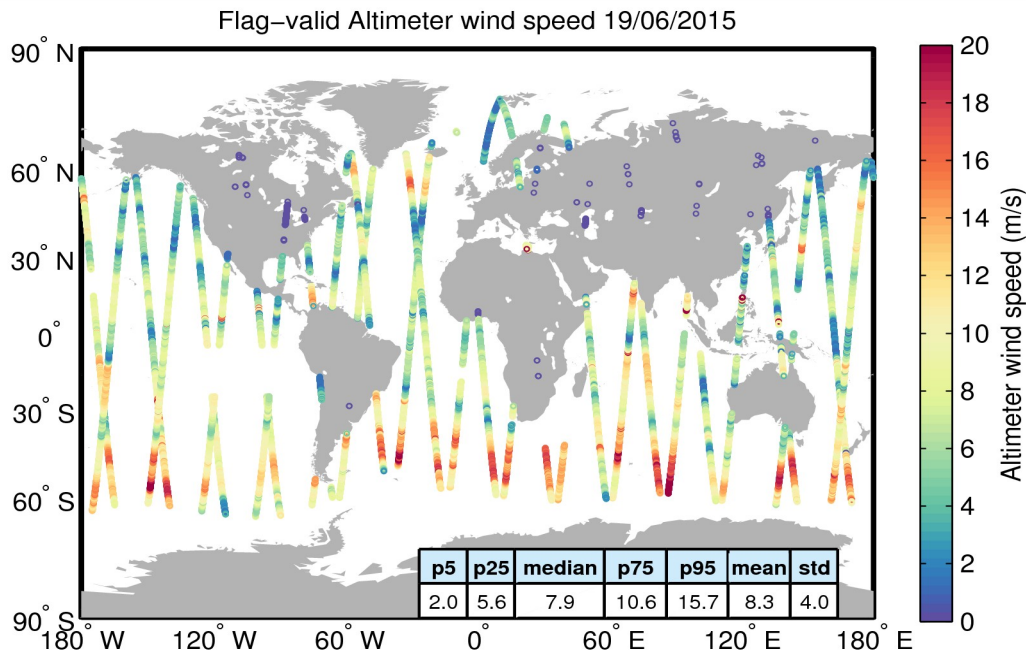 Flag−valid Altimeter wind speed 19/06/2015
90° N
60° N
30° N
0°
30° S
60° S
90° S
180° W
120° W
60° W
0°
60° E
120° E
180° E
p5 p25 median p75 p95 mean std
2.0 5.6 7.9 10.6 15.7 8.3 4.0
20
18
16
14
12
10
8
6
4
2
0
Altimeter wind speed (m/s)